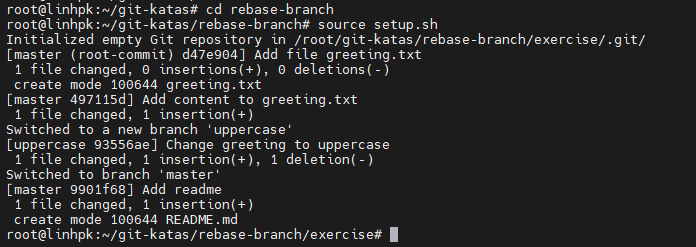 root@linhpk:~/git-katas# cd rebase-branch
root@linhpk:~/git-katas/rebase-branch# source setup.sh
Initialized empty Git repository in /root/git-katas/rebase-branch/exercise/.git/
[master (root-commit) d47e904] Add file greeting.txt
 1 file changed, 0 insertions(+), 0 deletions(-)
 create mode 100644 greeting.txt
[master 497115d] Add content to greeting.txt
 1 file changed, 1 insertion(+)
Switched to a new branch 'uppercase'
[uppercase 93556ae] Change greeting to uppercase
 1 file changed, 1 insertion(+), 1 deletion(-)
Switched to branch 'master'
[master 9901f68] Add readme
 1 file changed, 1 insertion(+)
 create mode 100644 README.md
root@linhpk:~/git-katas/rebase-branch/exercise#